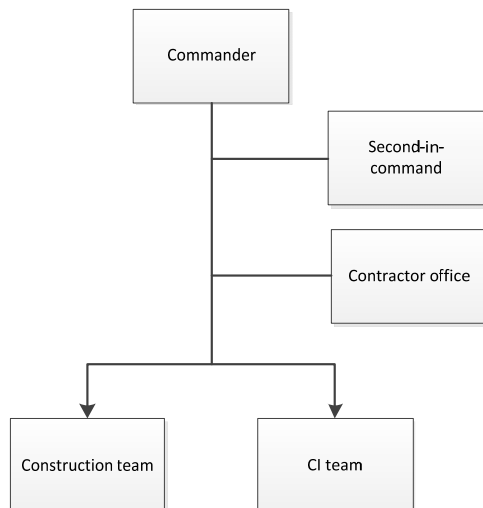 Commander
Second-in-
command
Contractor office
Construction team
CI team